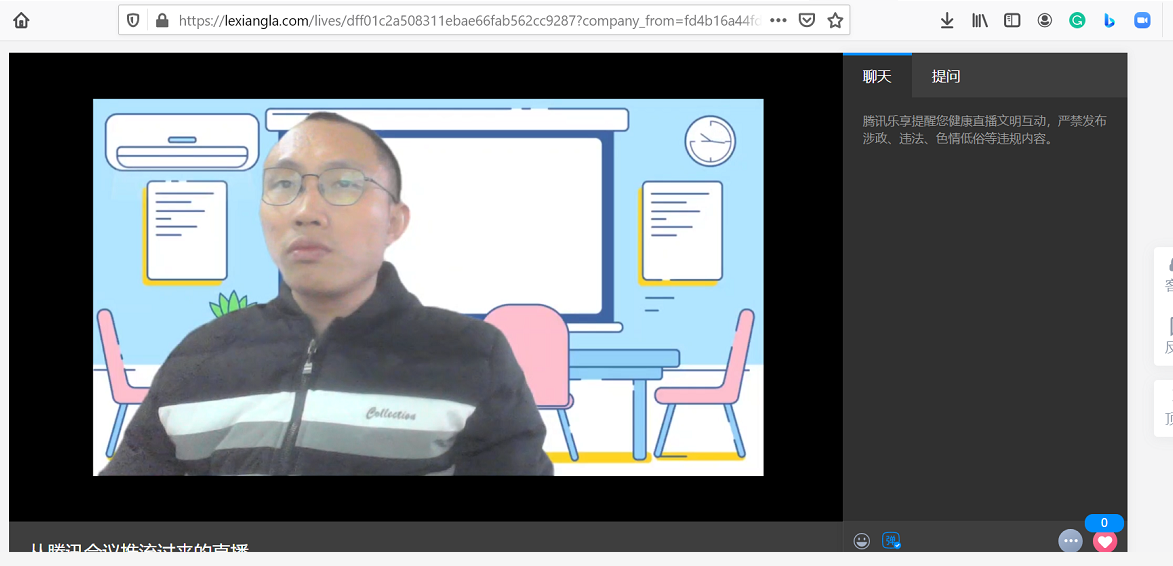 https://lexiangla.com/lives/dff01c2a508311ebae66fab562cc9287?company_from=fd4b16a44f
聊天
提问
腾讯乐享提醒您健康直播文明互动，严禁发布
涉政、违法、色情低俗等违规内容。
Collection
从腾讯会议推流过来的直播
弹
0